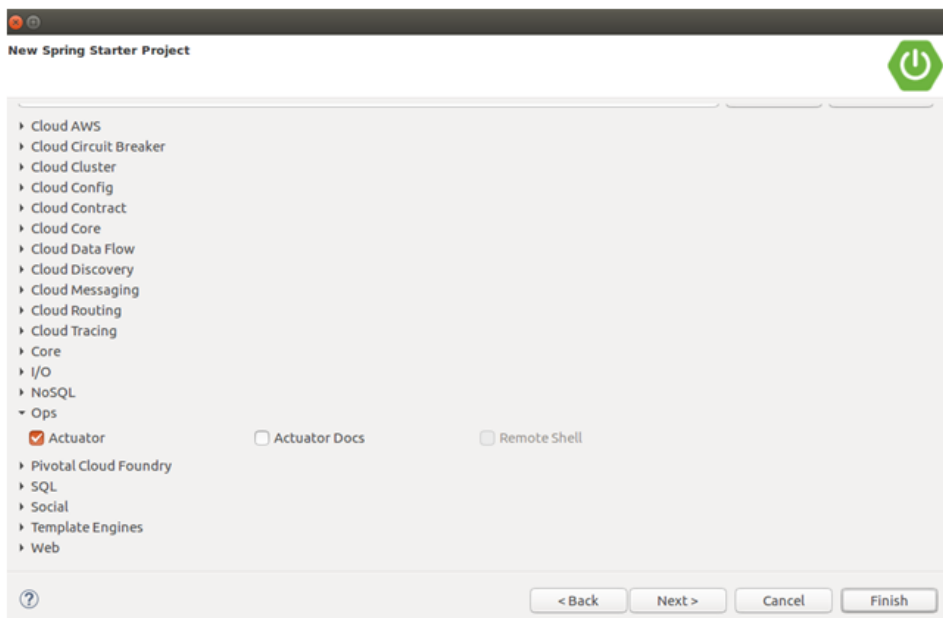 New Spring Starter Project
Cloud AWS
Cloud Circuit Breaker
Cloud Cluster
Cloud Config
Cloud Contract
Cloud Core
Cloud Data Flow
Cloud Discovery
Cloud Messaging
Cloud Routing
Cloud Tracing
Core
I/O
NoSQL
Ops
Actuator Actuator Docs Remote Shell
Pivotal Cloud Foundry
SQL
Social
Template Engines
Web
? < Back Next > Cancel Finish